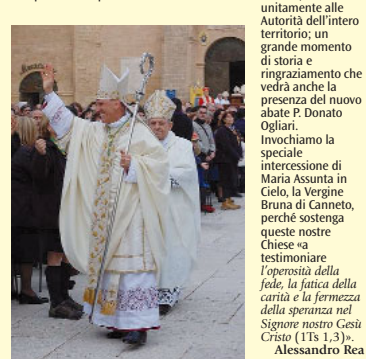 unitamente alle
Autorità dell'intero
territorio; un
grande momento
di storia e
ringraziamento che
vedrà anche la
presenza del nuovo
abate P. Donato
Ogliari.
Invochiamo la
speciale
intercessione di
Maria Assunta in
Cielo, la Vergine
Bruna di Canneto,
perché sostenga
queste nostre
Chiese «a
testimoniare
l'operosità della
fede, la fatica della
carità e la fermezza
della speranza nel
Signore nostro Gesù
Cristo (1Ts 1,3)».
Alessandro Rea